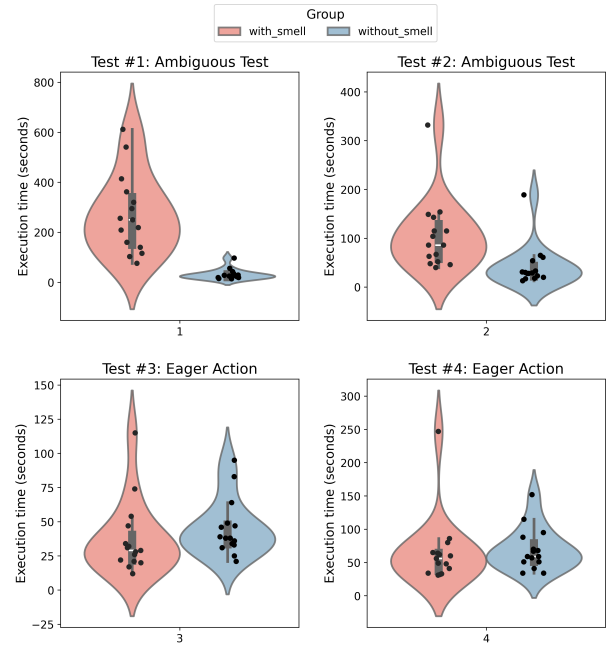 Group
with_smell without_smell
Test #1: Ambiguous Test
Execution time (seconds)
800
600
400
200
0
1
Test #2: Ambiguous Test
Execution time (seconds)
400
300
200
100
0
2
Test #3: Eager Action
Execution time (seconds)
150
125
100
75
50
25
0
−25
3
Test #4: Eager Action
Execution time (seconds)
300
250
200
150
100
50
0
4